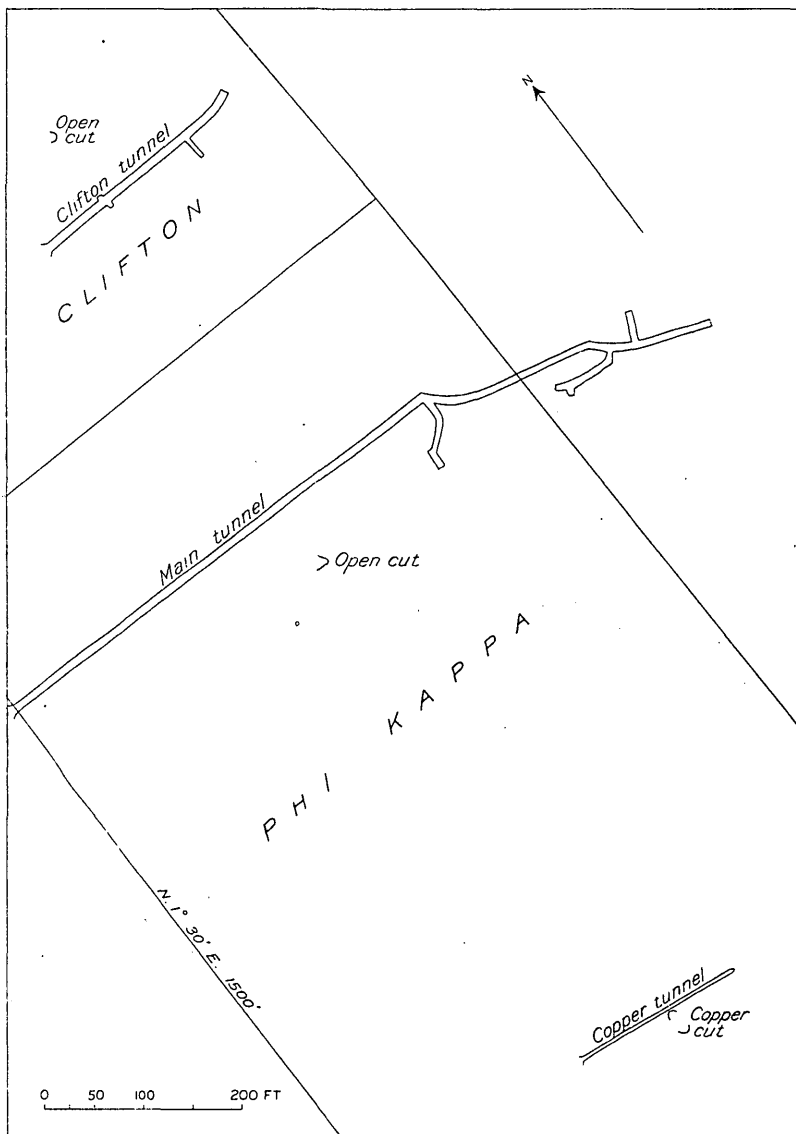 N
Open
cut
Clifton tunnel
CLIFTON
Main tunnel
Open cut
PHI KAPPA
N. 1° 30' E. 1500'
Copper tunnel
Copper
cut
0 50 100 200 FT